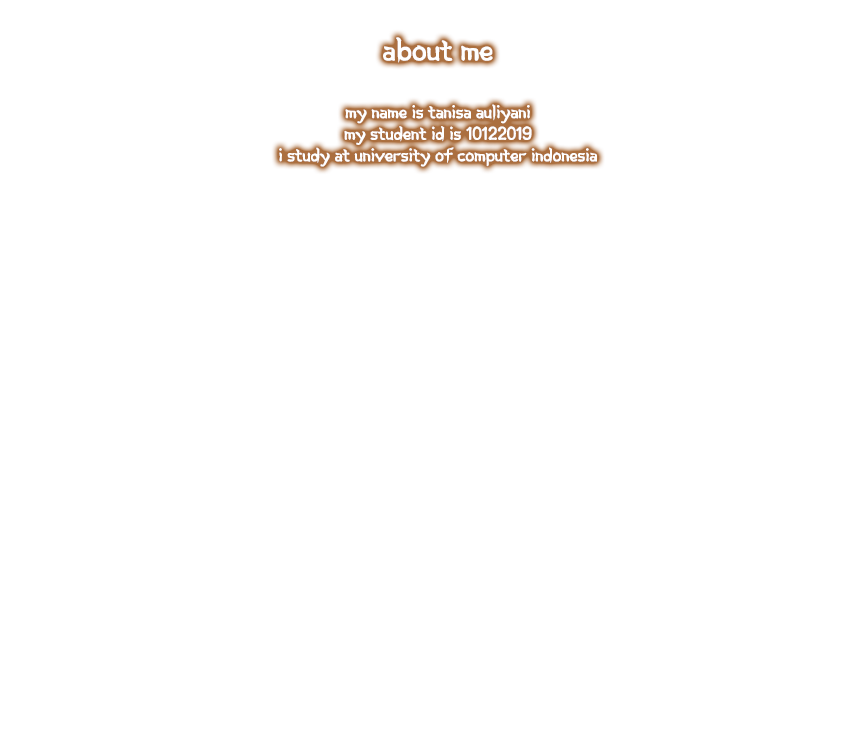 about me
my name is tanisa auliyani
my student id is 10122019
i study at university of computer indonesia